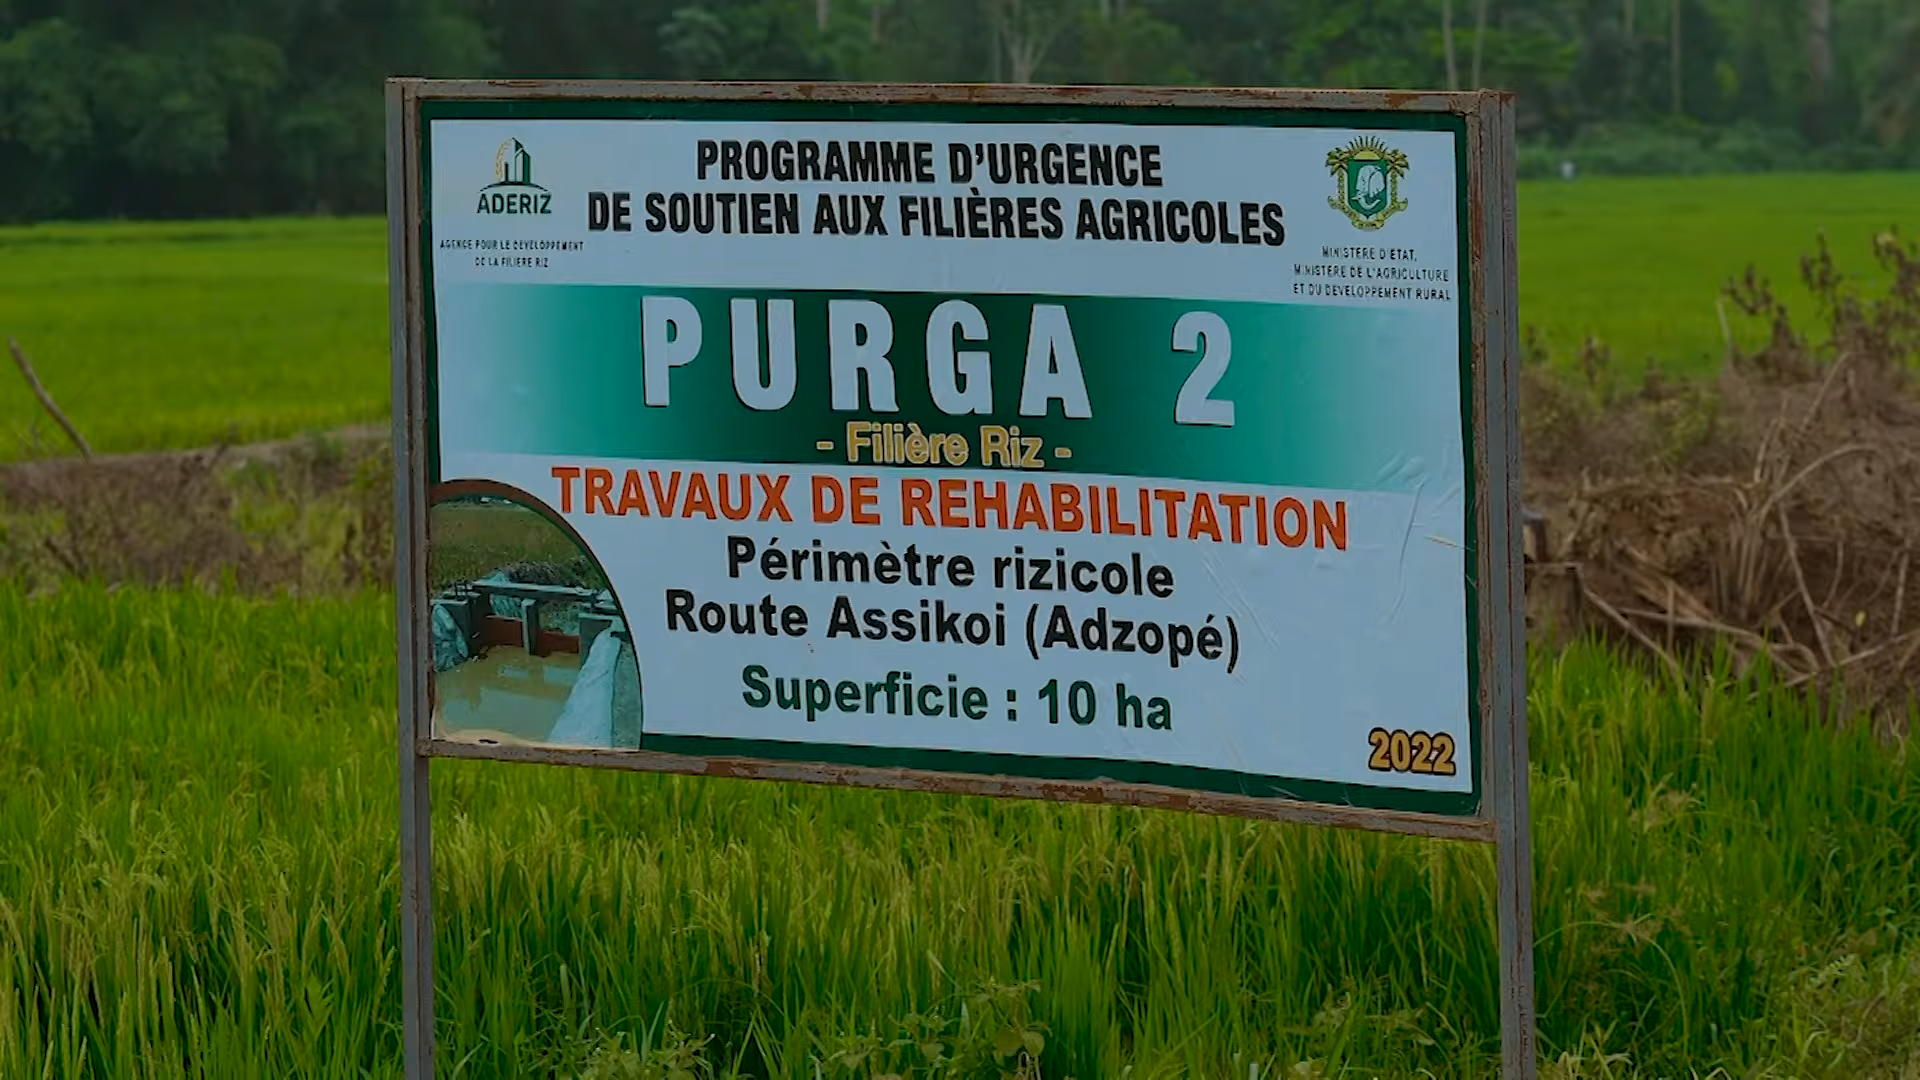 PROGRAMME D'URGENCE
DE SOUTIEN AUX FILIÈRES AGRICOLES
ADERIZ
AGENCE POUR LE DEVELOPPEMENT
DE LA FILIERE RIZ
MINISTERE D'ETAT,
MINISTERE DE L'AGRICULTURE
ET DU DEVELOPPEMENT RURAL
PURGA 2
- Filière Riz -
TRAVAUX DE REHABILITATION
Périmètre rizicole
Route Assikoi (Adzopé)
Superficie : 10 ha
2022